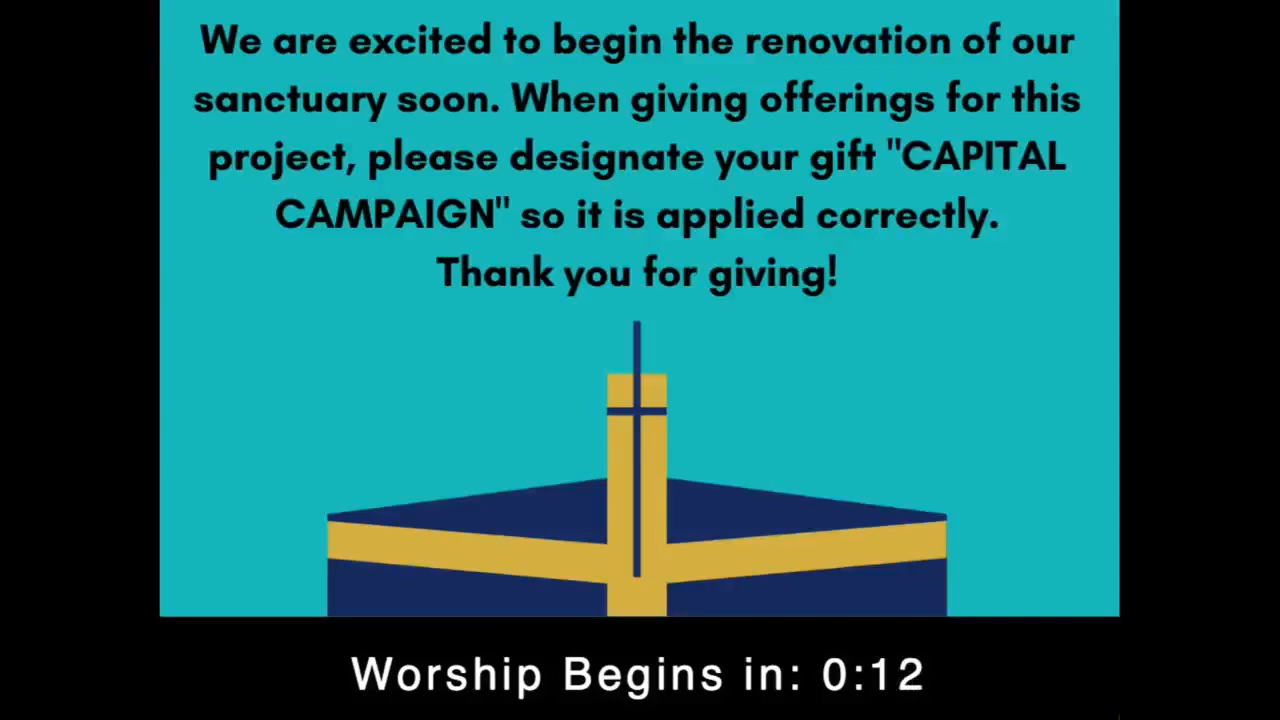 We are excited to begin the renovation of our
sanctuary soon. When giving offerings for this
project, please designate your gift "CAPITAL
CAMPAIGN" so it is applied correctly.
Thank you for giving!
Worship Begins in: 0:12